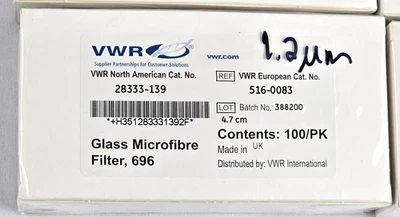 VWR
Supplier Partnerships for Customer Solutions
vwr.com
1.2µm
VWR North American Cat. No.
28333-139
REF VWR European Cat. No.
516-0083
*+H351283331392F*
LOT Batch No.: 388200
4.7 cm
Glass Microfibre
Filter, 696
Contents: 100/PK
Made in UK
Distributed by: VWR International